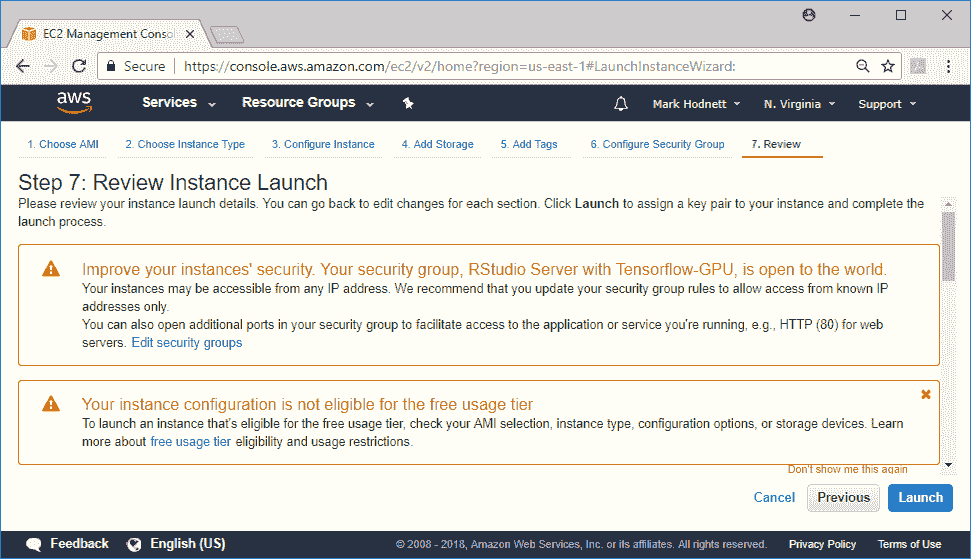 EC2 Management Conso
Secure
https://console.aws.amazon.com/ec2/v2/home?region=us-east-1#LaunchInstanceWizard:
aws
Services
Resource Groups
Mark Hodnett
N. Virginia
Support
1. Choose AMI
2. Choose Instance Type
3. Configure Instance
4. Add Storage
5. Add Tags
6. Configure Security Group
7. Review
Step 7: Review Instance Launch
Please review your instance launch details. You can go back to edit changes for each section. Click Launch to assign a key pair to your instance and complete the
launch process.
Improve your instances' security. Your security group, RStudio Server with Tensorflow-GPU, is open to the world.
Your instances may be accessible from any IP address. We recommend that you update your security group rules to allow access from known IP
addresses only.
You can also open additional ports in your security group to facilitate access to the application or service you're running, e.g., HTTP (80) for web
servers. Edit security groups
Your instance configuration is not eligible for the free usage tier
To launch an instance that's eligible for the free usage tier, check your AMI selection, instance type, configuration options, or storage devices. Learn
more about free usage tier eligibility and usage restrictions.
Don't show me this again
Cancel
Previous
Launch
Feedback
English (US)
© 2008 - 2018, Amazon Web Services, Inc. or its affiliates. All rights reserved.
Privacy Policy
Terms of Use